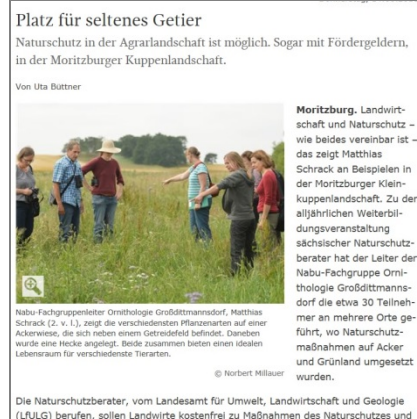 Platz für seltenes Getier
Naturschutz in der Agrarlandschaft ist möglich. Sogar mit Fördergeldern,
in der Moritzburger Kuppenlandschaft.
Von Uta Büttner
Nabu-Fachgruppenleiter Ornithologie Großdittmannsdorf, Matthias
Schrack (2. v. l.), zeigt die verschiedensten Pflanzenarten auf einer
Ackerwiese, die sich neben einem Getreidefeld befindet. Daneben
wurde eine Hecke angelegt. Beide zusammen bieten einen idealen
Lebensraum für verschiedenste Tierarten.
© Norbert Millauer
Moritzburg. Landwirt-
schaft und Naturschutz –
wie beides vereinbar ist –
das zeigt Matthias
Schrack an Beispielen in
der Moritzburger Klein-
kuppenlandschaft. Zu der
alljährlichen Weiterbil-
dungsveranstaltung
sächsischer Naturschutz-
berater hat der Leiter der
Nabu-Fachgruppe Orni-
thologie Großdittmanns-
dorf die etwa 30 Teilneh-
mer an mehrere Orte ge-
führt, wo Naturschutz-
maßnahmen auf Acker
und Grünland umgesetzt
wurden.
Die Naturschutzberater, vom Landesamt für Umwelt, Landwirtschaft und Geologie
(LfULG) berufen, sollen Landwirte kostenfrei zu Maßnahmen des Naturschutzes und